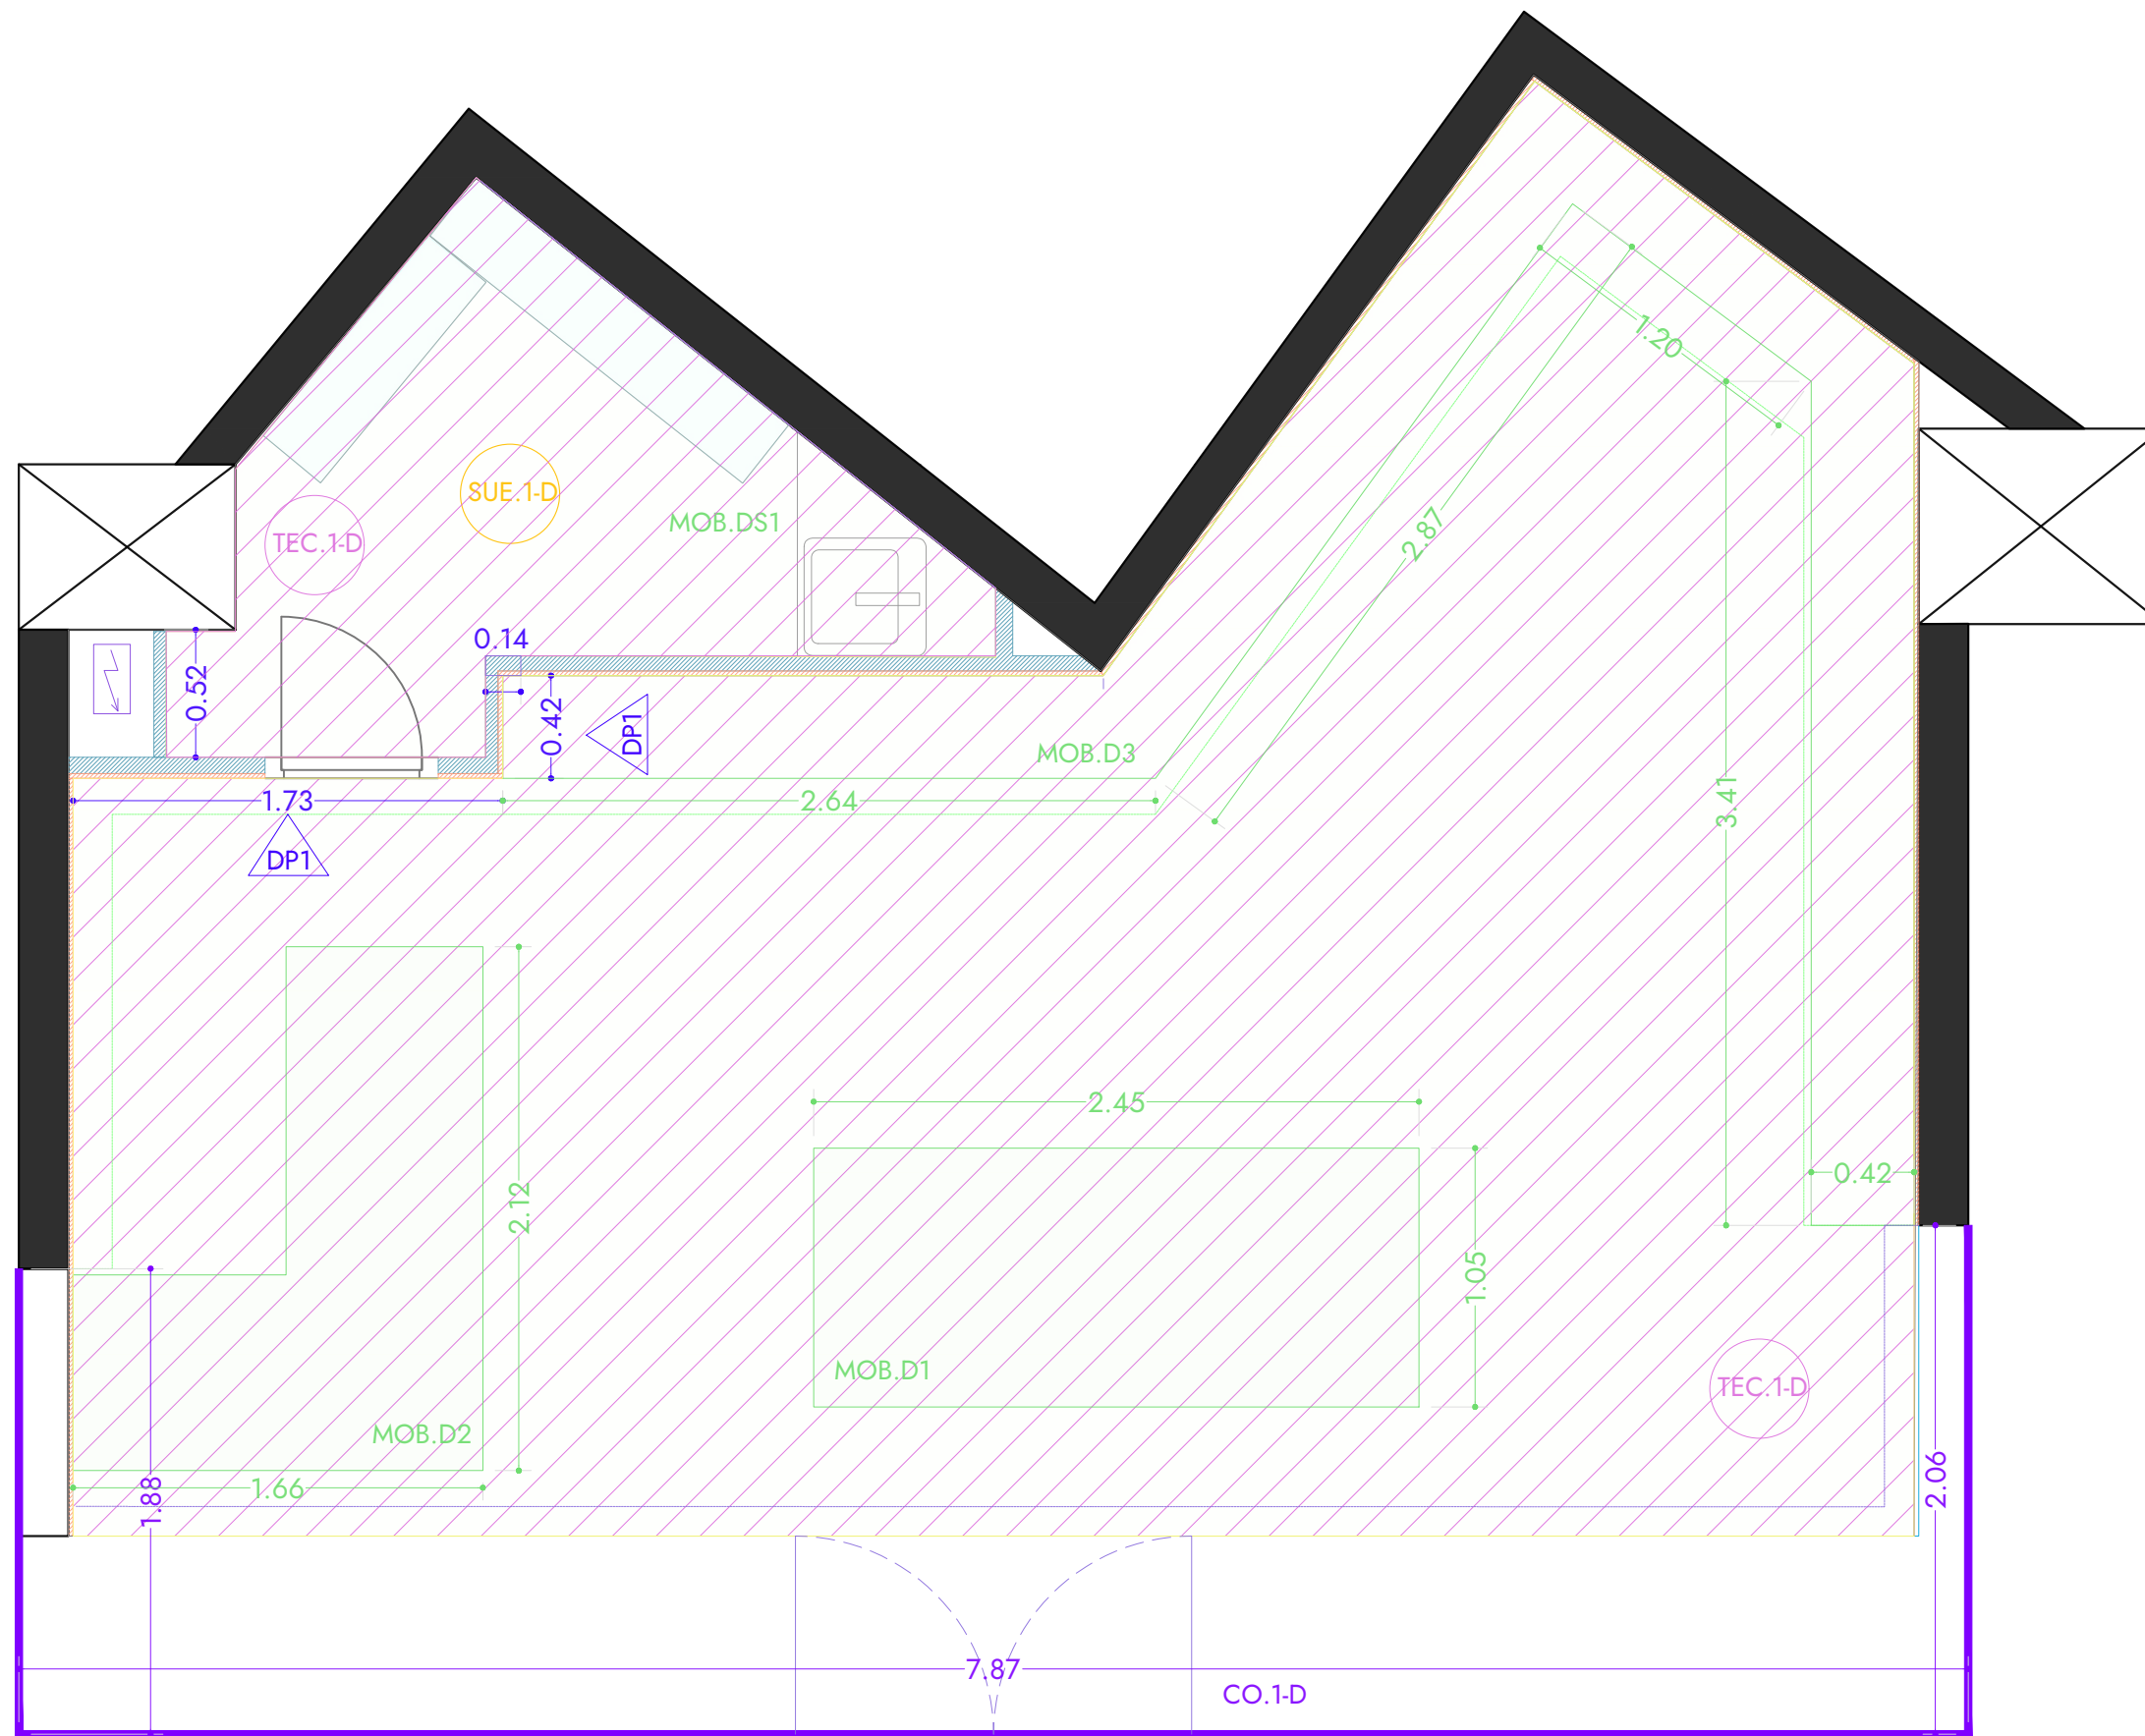 1.20
SUE.1-D
MOB.DS1
TEC.1-D
2.87
0.14
0.52
0.42
DP1
MOB.D3
1.73
2.64
3.41
DP1
2.45
0.42
2.12
1.05
MOB.D1
TEC.1-D
MOB.D2
1.66
1.88
2.06
7.87
CO.1-D